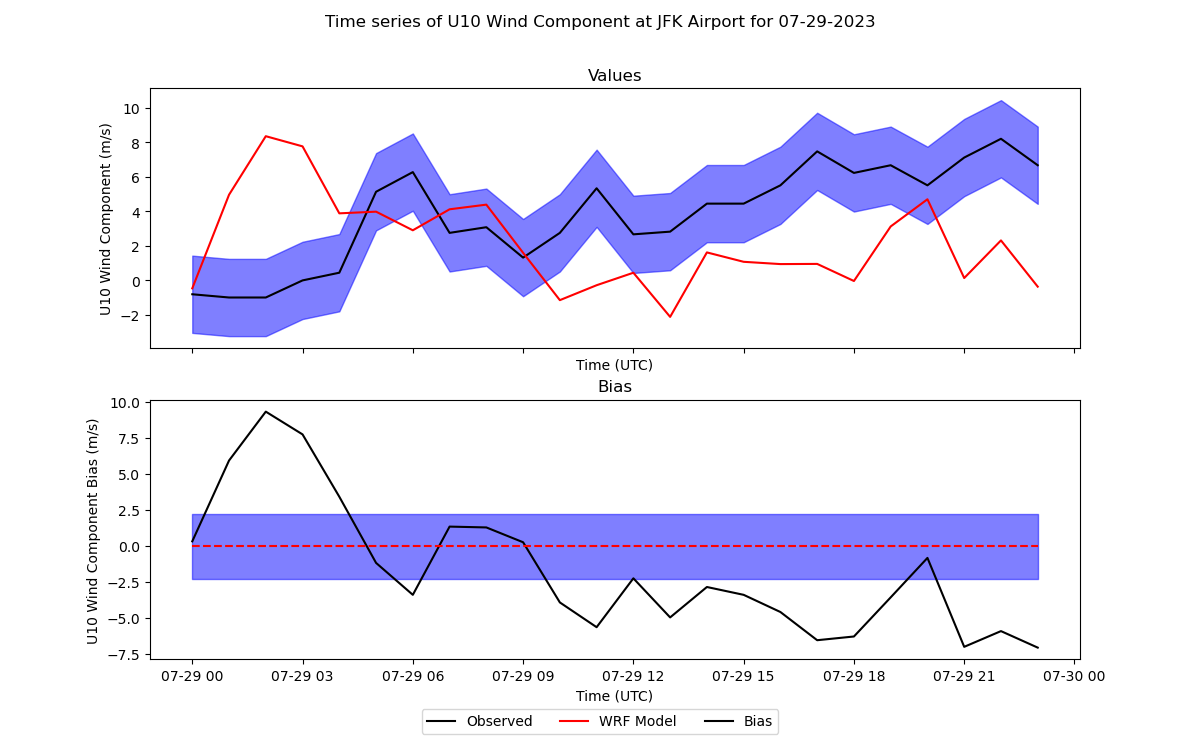 Time series of U10 Wind Component at JFK Airport for 07-29-2023
Values
U10 Wind Component (m/s)
10
8
6
4
2
0
−2
Time (UTC)
Bias
U10 Wind Component Bias (m/s)
10.0
7.5
5.0
2.5
0.0
−2.5
−5.0
−7.5
07-29 00 07-29 03 07-29 06 07-29 09 07-29 12 07-29 15 07-29 18 07-29 21 07-30 00
Time (UTC)
Observed WRF Model Bias